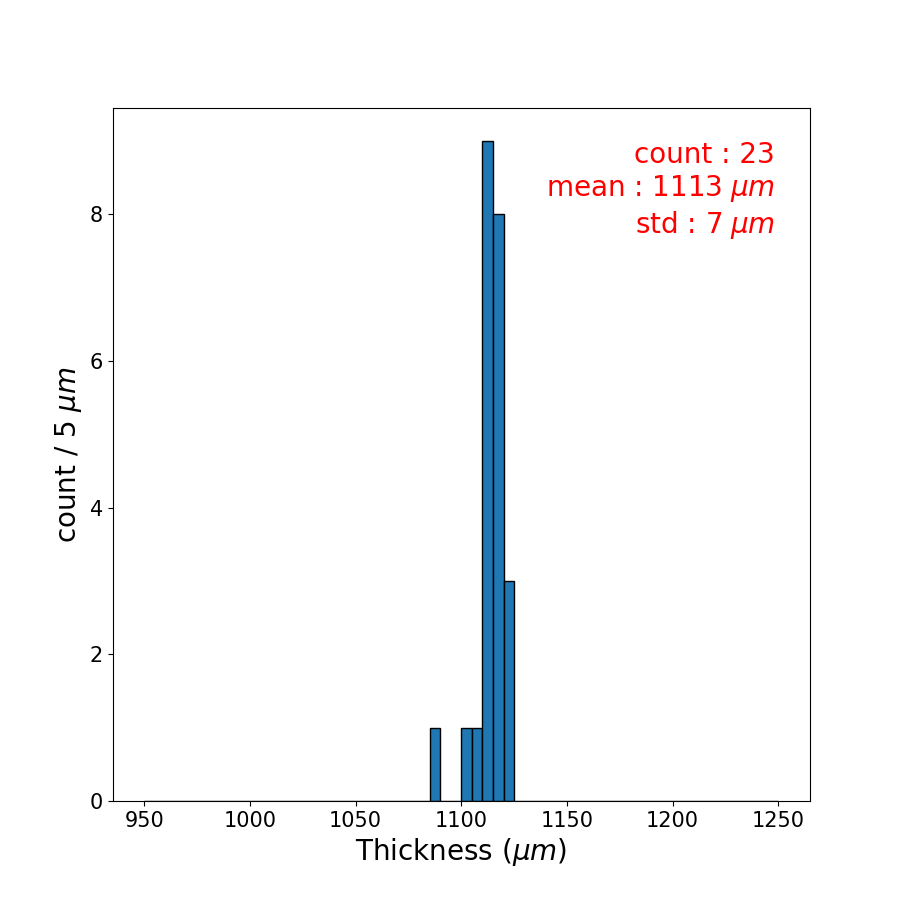 count : 23
mean : 1113 μm
std : 7 μm
count / 5 μm
8
6
4
2
0
950 1000 1050 1100 1150 1200 1250
Thickness (μm)